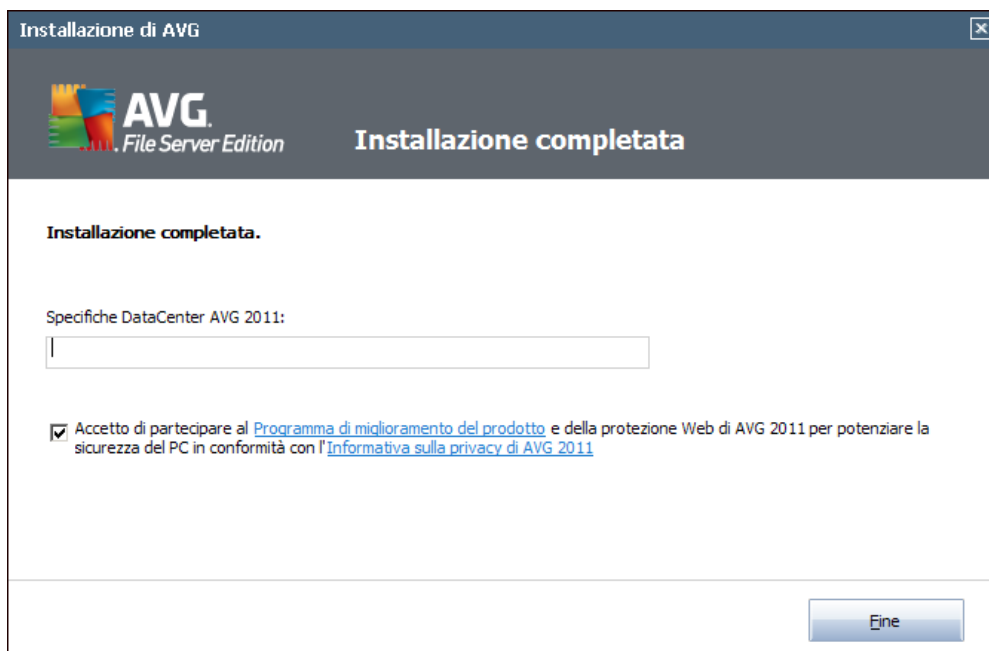 Installazione di AVG
AVG.
File Server Edition
Installazione completata
Installazione completata.
Specifiche DataCenter AVG 2011:
Accetto di partecipare al Programma di miglioramento del prodotto e della protezione Web di AVG 2011 per potenziare la
sicurezza del PC in conformità con l'Informativa sulla privacy di AVG 2011
Fine